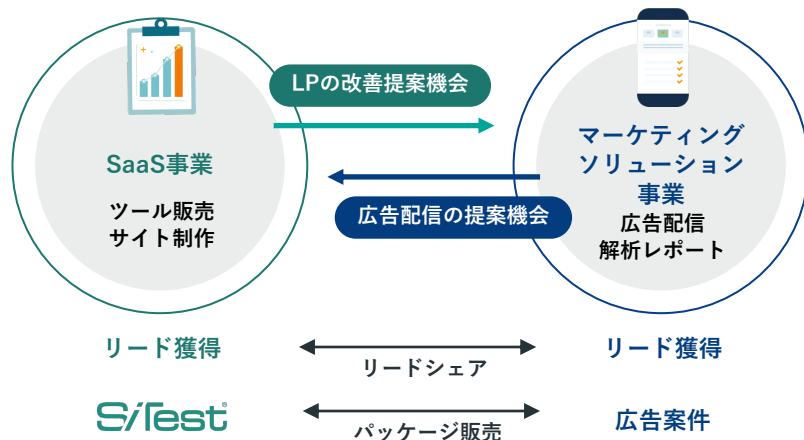 LPの改善提案機会
SaaS事業
ツール販売
サイト制作
マーケティング
ソリューション
事業
広告配信
解析レポート
広告配信の提案機会
リード獲得
リードシェア
リード獲得
SiTest®
パッケージ販売
広告案件